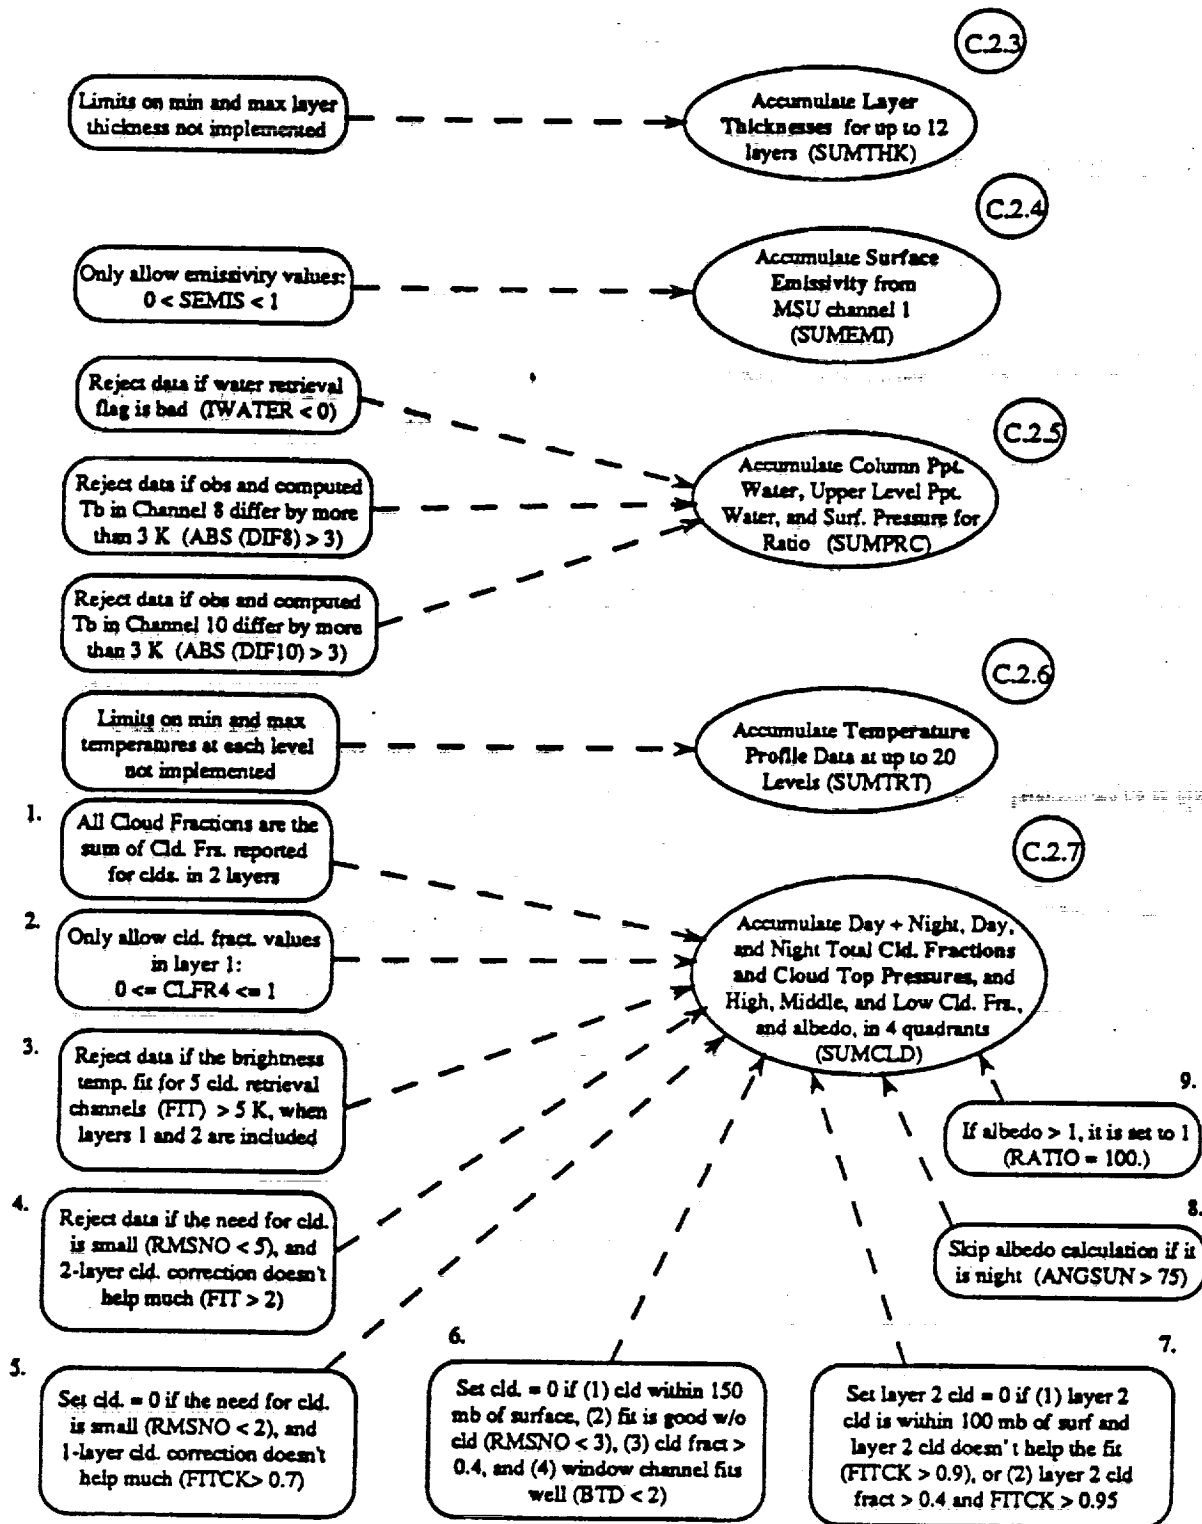 C.2.3
Limits on min and max layer
thickness not implemented
Accumulate Layer
Thicknesses for up to 12
layers (SUMTHK)
C.2.4
Only allow emissivity values:
0 < SEMIS < 1
Accumulate Surface
Emissivity from
MSU channel 1
(SUMEMI)
Reject data if water retrieval
flag is bad (IWATER < 0)
C.2.5
Reject data if obs and computed
Tb in Channel 8 differ by more
than 3 K (ABS (DIF8) > 3)
Accumulate Column Ppt.
Water, Upper Level Ppt.
Water, and Surf. Pressure for
Ratio (SUMPRC)
Reject data if obs and computed
Tb in Channel 10 differ by more
than 3 K (ABS (DIF10) > 3)
C.2.6
Limits on min and max
temperatures at each level
not implemented
Accumulate Temperature
Profile Data at up to 20
Levels (SUMTRT)
1.
All Cloud Fractions are the
sum of Cld. Frs. reported
for clds. in 2 layers
C.2.7
2.
Only allow cld. fract. values
in layer 1:
0 <= CLFR4 <= 1
Accumulate Day + Night, Day,
and Night Total Cld. Fractions
and Cloud Top Pressures, and
High, Middle, and Low Cld. Frs.,
and albedo, in 4 quadrants
(SUMCLD)
3.
Reject data if the brightness
temp. fit for 5 cld. retrieval
channels (FIT) > 5 K, when
layers 1 and 2 are included
9.
If albedo > 1, it is set to 1
(RATIO = 100.)
4.
Reject data if the need for cld.
is small (RMSNO < 5), and
2-layer cld. correction doesn't
help much (FIT > 2)
8.
Skip albedo calculation if it
is night (ANGSUN > 75)
5.
Set cld. = 0 if the need for cld.
is small (RMSNO < 2), and
1-layer cld. correction doesn't
help much (FITCK> 0.7)
6.
Set cld. = 0 if (1) cld within 150
mb of surface, (2) fit is good w/o
cld (RMSNO < 3), (3) cld fract >
0.4, and (4) window channel fits
well (BTD < 2)
7.
Set layer 2 cld = 0 if (1) layer 2
cld is within 100 mb of surf and
layer 2 cld doesn't help the fit
(FITCK > 0.9), or (2) layer 2 cld
fract > 0.4 and FITCK > 0.95